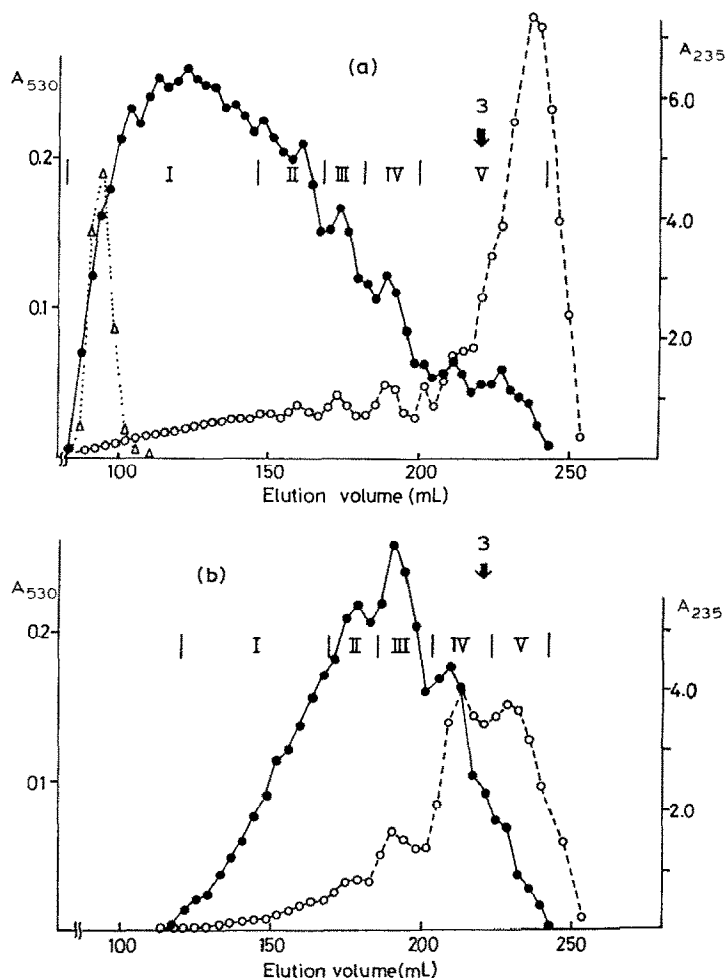 (a)
A530
A235
3
0.2
6.0
I II III IV V
4.0
0.1
2.0
100 150 200 250
Elution volume (mL)
(b)
3
A530
A235
0.2
I II III IV V
4.0
01
2.0
100 150 200 250
Elution volume (mL)